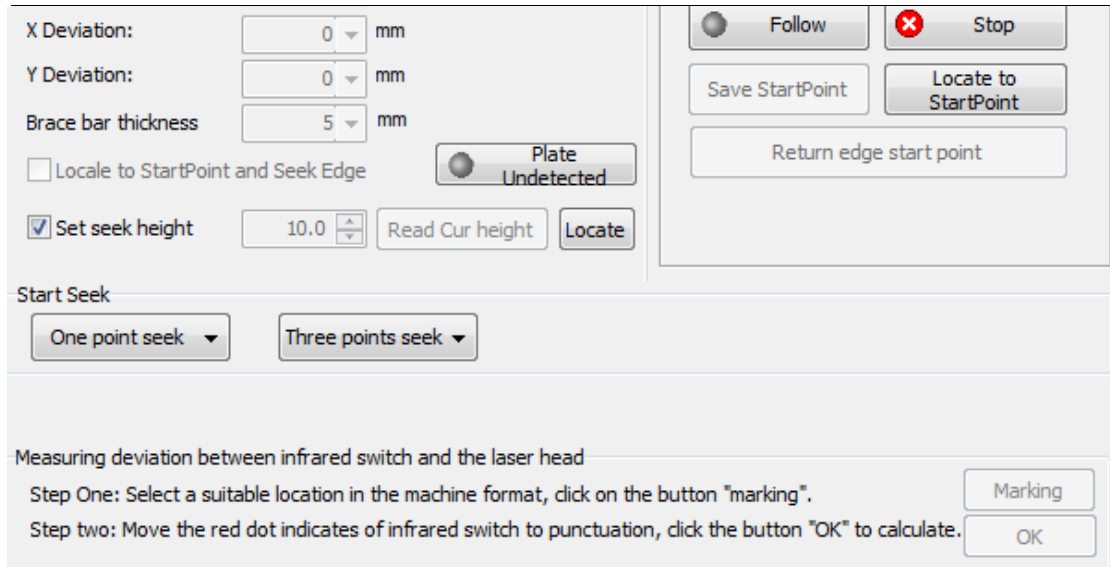 X Deviation: 0 mm
Y Deviation: 0 mm
Brace bar thickness 5 mm
Locale to StartPoint and Seek Edge
Plate
Undetected
Set seek height 10.0 Read Cur height Locate
Follow Stop
Save StartPoint
Locate to
StartPoint
Return edge start point
Start Seek
One point seek Three points seek
Measuring deviation between infrared switch and the laser head
Step One: Select a suitable location in the machine format, click on the button "marking".
Marking
Step two: Move the red dot indicates of infrared switch to punctuation, click the button "OK" to calculate.
OK